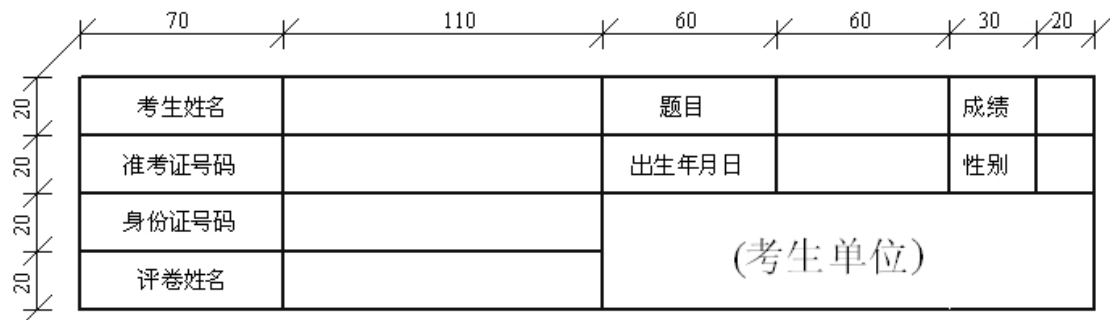 70 110 60 60 30 20
20 考生姓名 题目 成绩
20 准考证号码 出生年月日 性别
20 身份证号码
(考生单位)
20 评卷姓名